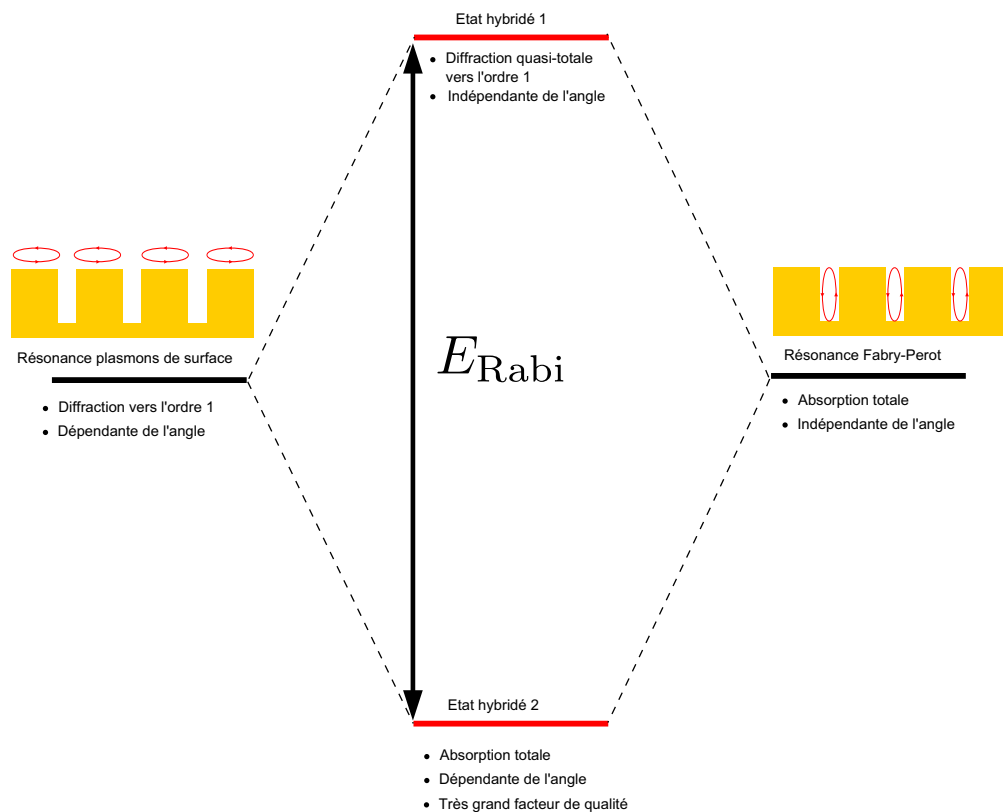 Etat hybridé 1
• Diffraction quasi-totale
vers l'ordre 1
• Indépendante de l'angle
Résonance plasmons de surface
• Diffraction vers l'ordre 1
• Dépendante de l'angle
E_Rabi
Résonance Fabry-Perot
• Absorption totale
• Indépendante de l'angle
Etat hybridé 2
• Absorption totale
• Dépendante de l'angle
• Très grand facteur de qualité